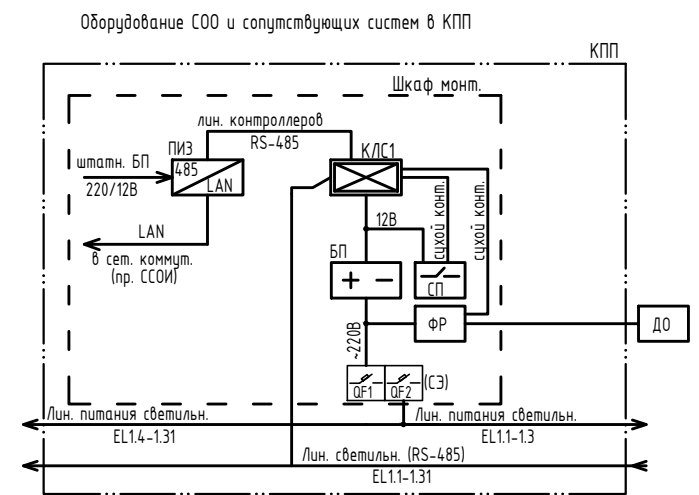 Оборудование СОО и сопутствующих систем в КПП
КПП
Шкаф монт.
лин. контроллеров
RS-485
ПИЗ
485
LAN
КЛС1
штатн. БП
220/12В
LAN
в сет. коммут.
(пр. ССОИ)
12В
сухой конт.
сухой конт.
БП
+ −
СП
ФР
ДО
~220В
QF1
QF2
(СЭ)
Лин. питания светильн.
EL1.4-1.31
Лин. питания светильн.
EL1.1-1.3
Лин. светильн. (RS-485)
EL1.1-1.31